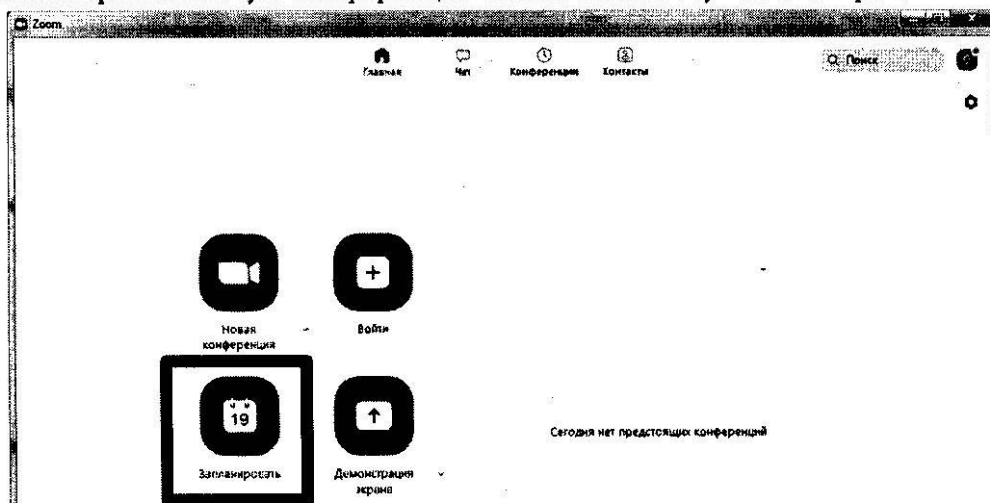 Zoom
Главная
Чат
Конференции
Контакты
Поиск
Новая
конференция
Войти
19
Запланировать
Демонстрация
экрана
Сегодня нет предстоящих конференций